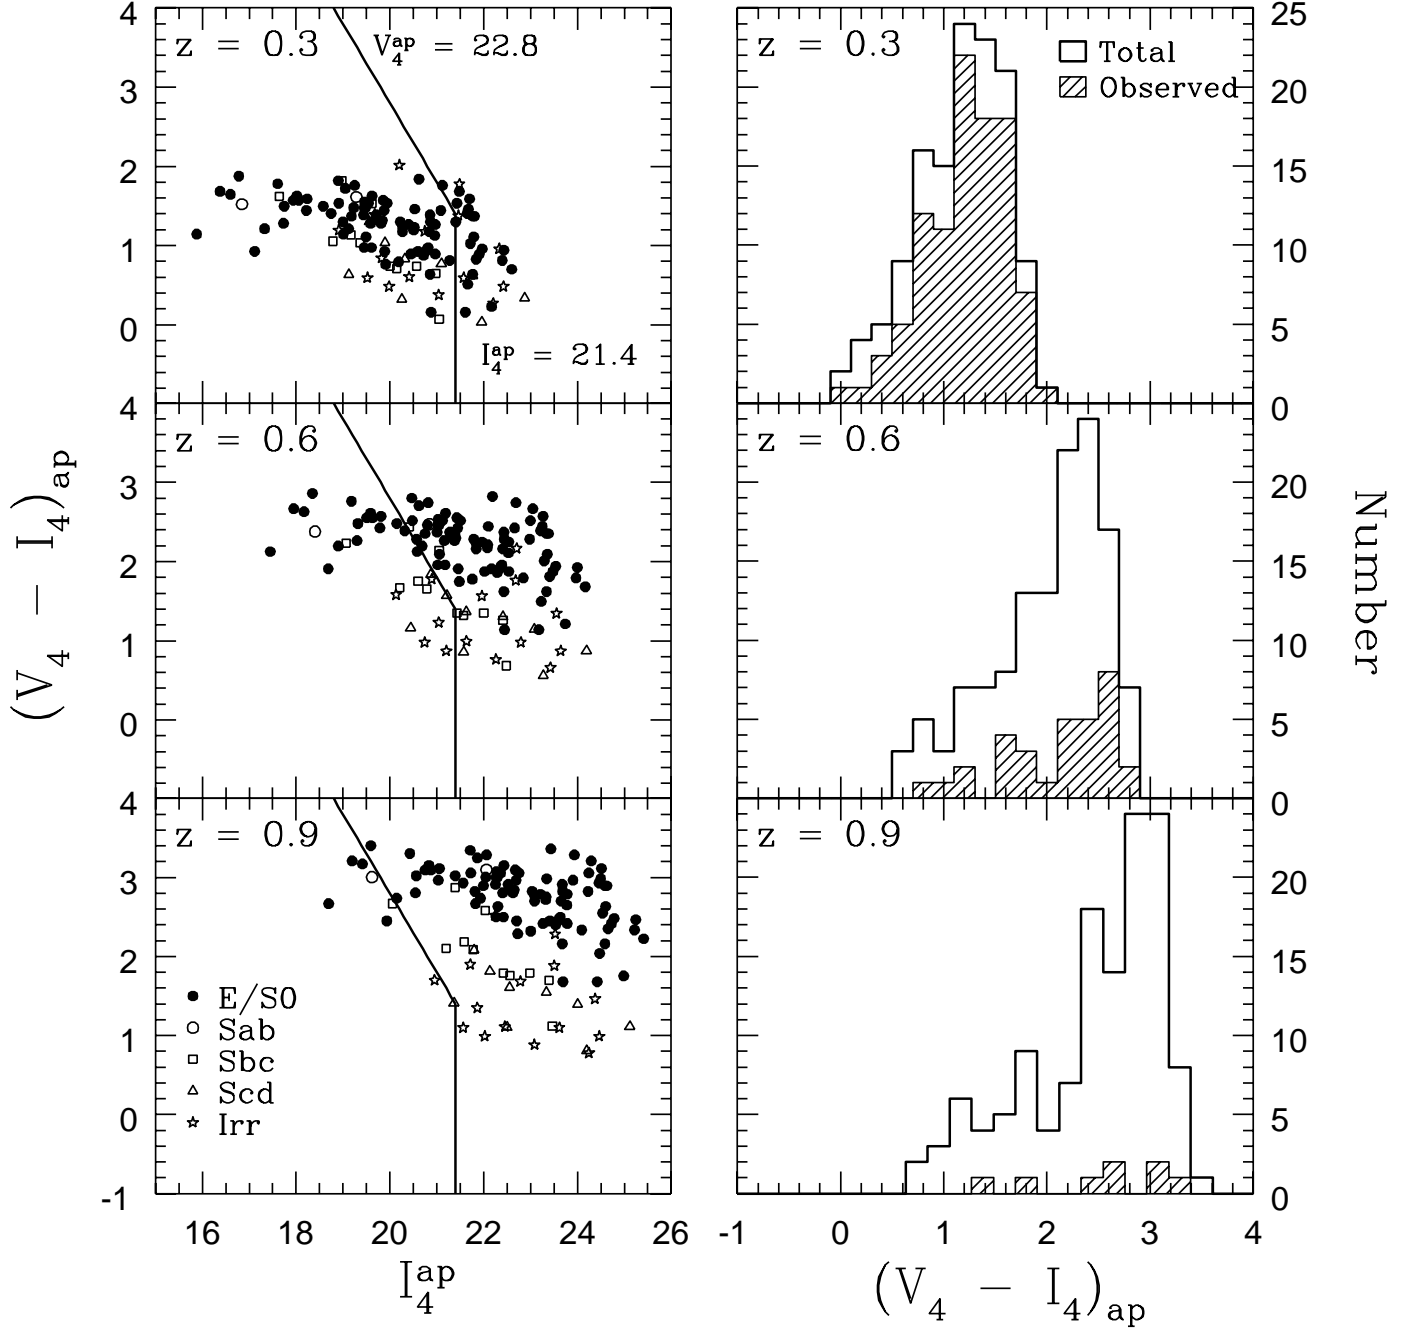 z = 0.3
V₄ᵃᵖ = 22.8
I₄ᵃᵖ = 21.4
4
3
2
1
0
z = 0.6
4
3
2
1
0
z = 0.9
4
3
2
1
0
-1
E/S0
Sab
Sbc
Scd
Irr
16 18 20 22 24 26
I₄ᵃᵖ
(V₄ − I₄)ap
z = 0.3
Total
Observed
25
20
15
10
5
0
z = 0.6
20
15
10
5
0
z = 0.9
20
15
10
5
0
-1 0 1 2 3 4
(V₄ − I₄)ap
Number